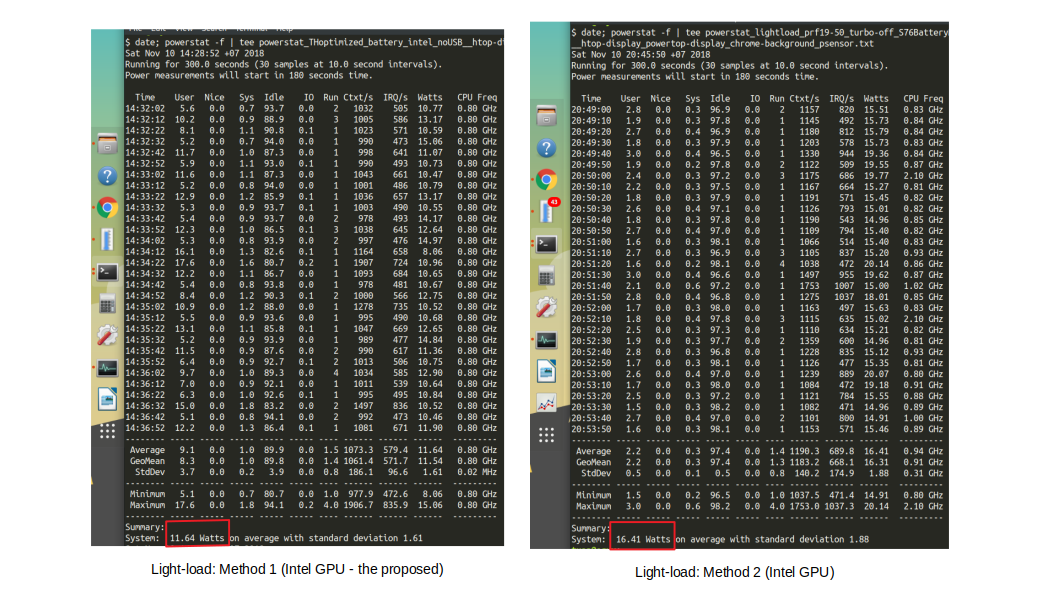 $ date; powerstat -f | tee powerstat_THoptimized_battery_intel_noUSB__htop-d
Sat Nov 10 14:28:52 +07 2018
Running for 300.0 seconds (30 samples at 10.0 second intervals).
Power measurements will start in 180 seconds time.
Time User Nice Sys Idle IO Run Ctxt/s IRQ/s Watts CPU Freq
14:32:02 5.6 0.0 0.7 93.7 0.0 2 1032 505 10.77 0.80 GHz
14:32:12 10.2 0.0 0.9 88.9 0.0 3 1005 586 13.17 0.80 GHz
14:32:22 8.1 0.0 1.1 90.8 0.1 1 1023 571 10.59 0.80 GHz
14:32:32 5.2 0.0 0.7 94.0 0.0 1 990 473 15.06 0.80 GHz
14:32:42 11.7 0.0 1.0 87.3 0.0 1 998 641 11.07 0.80 GHz
14:32:52 5.9 0.0 1.1 93.0 0.1 1 990 493 10.73 0.80 GHz
14:33:02 11.6 0.0 1.1 87.3 0.0 1 1043 661 10.47 0.80 GHz
14:33:12 5.2 0.0 0.8 94.0 0.0 1 1001 486 10.79 0.80 GHz
14:33:22 12.9 0.0 1.2 85.9 0.1 1 1036 657 13.17 0.80 GHz
14:33:32 5.3 0.0 0.9 93.7 0.1 1 1003 490 10.55 0.80 GHz
14:33:42 5.4 0.0 0.9 93.7 0.0 2 978 493 14.17 0.80 GHz
14:33:52 12.3 0.0 1.0 86.5 0.1 3 1038 645 12.64 0.80 GHz
14:34:02 5.3 0.0 0.8 93.9 0.0 2 997 476 14.97 0.80 GHz
14:34:12 16.1 0.0 1.3 82.6 0.1 1 1164 658 8.06 0.80 GHz
14:34:22 17.6 0.0 1.6 80.7 0.2 1 1907 724 10.96 0.80 GHz
14:34:32 12.2 0.0 1.1 86.7 0.0 1 1093 684 10.65 0.80 GHz
14:34:42 5.4 0.0 0.8 93.8 0.0 1 978 481 10.67 0.80 GHz
14:34:52 8.4 0.0 1.2 90.3 0.1 2 1000 566 12.75 0.80 GHz
14:35:02 10.9 0.0 1.2 88.0 0.0 1 1278 735 10.52 0.80 GHz
14:35:12 5.5 0.0 0.9 93.6 0.0 1 995 490 10.68 0.80 GHz
14:35:22 13.1 0.0 1.1 85.8 0.1 1 1047 669 12.65 0.80 GHz
14:35:32 5.2 0.0 0.9 93.9 0.0 1 989 477 14.84 0.80 GHz
14:35:42 11.5 0.0 0.9 87.6 0.0 2 990 617 11.36 0.80 GHz
14:35:52 6.4 0.0 0.9 92.7 0.1 2 1013 506 10.75 0.80 GHz
14:36:02 9.7 0.0 1.0 89.3 0.0 4 1034 585 12.90 0.80 GHz
14:36:12 7.0 0.0 0.9 92.1 0.0 1 1011 539 10.64 0.80 GHz
14:36:22 6.3 0.0 1.0 92.6 0.1 1 995 495 10.84 0.80 GHz
14:36:32 15.0 0.0 1.8 83.2 0.0 2 1497 836 10.52 0.80 GHz
14:36:42 5.1 0.0 0.8 94.1 0.0 2 992 473 10.46 0.80 GHz
14:36:52 12.2 0.0 1.3 86.4 0.1 1 1081 671 11.90 0.80 GHz
Average 9.1 0.0 1.0 89.9 0.0 1.5 1073.3 579.4 11.64 0.80 GHz
GeoMean 8.3 0.0 1.0 89.8 0.0 1.4 1061.4 571.7 11.54 0.80 GHz
StdDev 3.7 0.0 0.2 3.9 0.0 0.8 186.1 96.6 1.61 0.02 MHz
Minimum 5.1 0.0 0.7 80.7 0.0 1.0 977.9 472.6 8.06 0.80 GHz
Maximum 17.6 0.0 1.8 94.1 0.2 4.0 1906.7 835.9 15.06 0.80 GHz
Summary:
System: 11.64 Watts on average with standard deviation 1.61
Light-load: Method 1 (Intel GPU - the proposed)
$ date; powerstat -f | tee powerstat_lightload_prf19-50_turbo-off_S76Battery
__htop-display_powertop-display_chrome-background_psensor.txt
Sat Nov 10 20:45:50 +07 2018
Running for 300.0 seconds (30 samples at 10.0 second intervals).
Power measurements will start in 180 seconds time.
Time User Nice Sys Idle IO Run Ctxt/s IRQ/s Watts CPU Freq
20:49:00 2.8 0.0 0.3 96.9 0.0 2 1157 820 15.51 0.83 GHz
20:49:10 1.9 0.0 0.3 97.8 0.0 1 1145 492 15.73 0.84 GHz
20:49:20 2.7 0.0 0.4 96.9 0.0 1 1180 812 15.79 0.84 GHz
20:49:30 1.8 0.0 0.3 97.9 0.0 1 1203 578 15.73 0.83 GHz
20:49:40 3.0 0.0 0.4 96.5 0.0 1 1330 944 19.36 0.84 GHz
20:49:50 1.9 0.0 0.2 97.8 0.0 2 1122 509 19.55 0.87 GHz
20:50:00 2.4 0.0 0.3 97.2 0.0 3 1175 686 19.77 2.10 GHz
20:50:10 2.2 0.0 0.3 97.5 0.0 1 1167 664 15.27 0.81 GHz
20:50:20 1.8 0.0 0.3 97.9 0.0 1 1191 571 15.45 0.82 GHz
20:50:30 2.6 0.0 0.4 97.1 0.0 1 1126 793 15.01 0.82 GHz
20:50:40 1.8 0.0 0.3 97.8 0.0 1 1190 543 14.96 0.85 GHz
20:50:50 2.7 0.0 0.4 97.0 0.0 1 1109 794 15.40 0.82 GHz
20:51:00 1.6 0.0 0.3 98.1 0.0 1 1066 514 15.40 0.83 GHz
20:51:10 2.7 0.0 0.3 96.9 0.0 3 1105 837 15.20 0.93 GHz
20:51:20 1.6 0.0 0.2 98.1 0.0 4 1038 472 20.14 0.86 GHz
20:51:30 3.0 0.0 0.4 96.6 0.0 1 1497 955 19.62 0.87 GHz
20:51:40 2.1 0.0 0.6 97.2 0.0 1 1753 1007 15.00 1.02 GHz
20:51:50 2.8 0.0 0.4 96.8 0.0 1 1275 1037 18.01 0.85 GHz
20:52:00 1.7 0.0 0.3 98.0 0.0 1 1163 497 15.63 0.83 GHz
20:52:10 1.8 0.0 0.4 97.8 0.0 3 1115 635 15.02 2.10 GHz
20:52:20 2.5 0.0 0.3 97.3 0.0 1 1110 634 15.21 0.82 GHz
20:52:30 1.9 0.0 0.3 97.7 0.0 2 1359 600 14.96 0.81 GHz
20:52:40 2.8 0.0 0.3 96.8 0.0 1 1228 835 15.12 0.93 GHz
20:52:50 1.7 0.0 0.3 98.1 0.0 1 1126 477 15.35 0.81 GHz
20:53:00 2.6 0.0 0.4 97.0 0.0 1 1239 889 20.07 0.80 GHz
20:53:10 1.7 0.0 0.3 98.0 0.0 1 1084 472 19.18 0.91 GHz
20:53:20 2.5 0.0 0.3 97.2 0.0 1 1121 784 15.55 0.88 GHz
20:53:30 1.5 0.0 0.3 98.2 0.0 1 1082 471 14.96 0.89 GHz
20:53:40 2.7 0.0 0.4 97.0 0.0 2 1101 800 14.91 1.00 GHz
20:53:50 1.6 0.0 0.3 98.1 0.0 1 1153 571 15.46 0.89 GHz
Average 2.2 0.0 0.3 97.4 0.0 1.4 1190.3 689.8 16.41 0.94 GHz
GeoMean 2.2 0.0 0.3 97.4 0.0 1.3 1183.2 668.1 16.31 0.91 GHz
StdDev 0.5 0.0 0.1 0.5 0.0 0.8 140.2 174.9 1.88 0.31 GHz
Minimum 1.5 0.0 0.2 96.5 0.0 1.0 1037.5 471.4 14.91 0.80 GHz
Maximum 3.0 0.0 0.6 98.2 0.0 4.0 1753.0 1037.3 20.14 2.10 GHz
Summary:
System: 16.41 Watts on average with standard deviation 1.88
Light-load: Method 2 (Intel GPU)